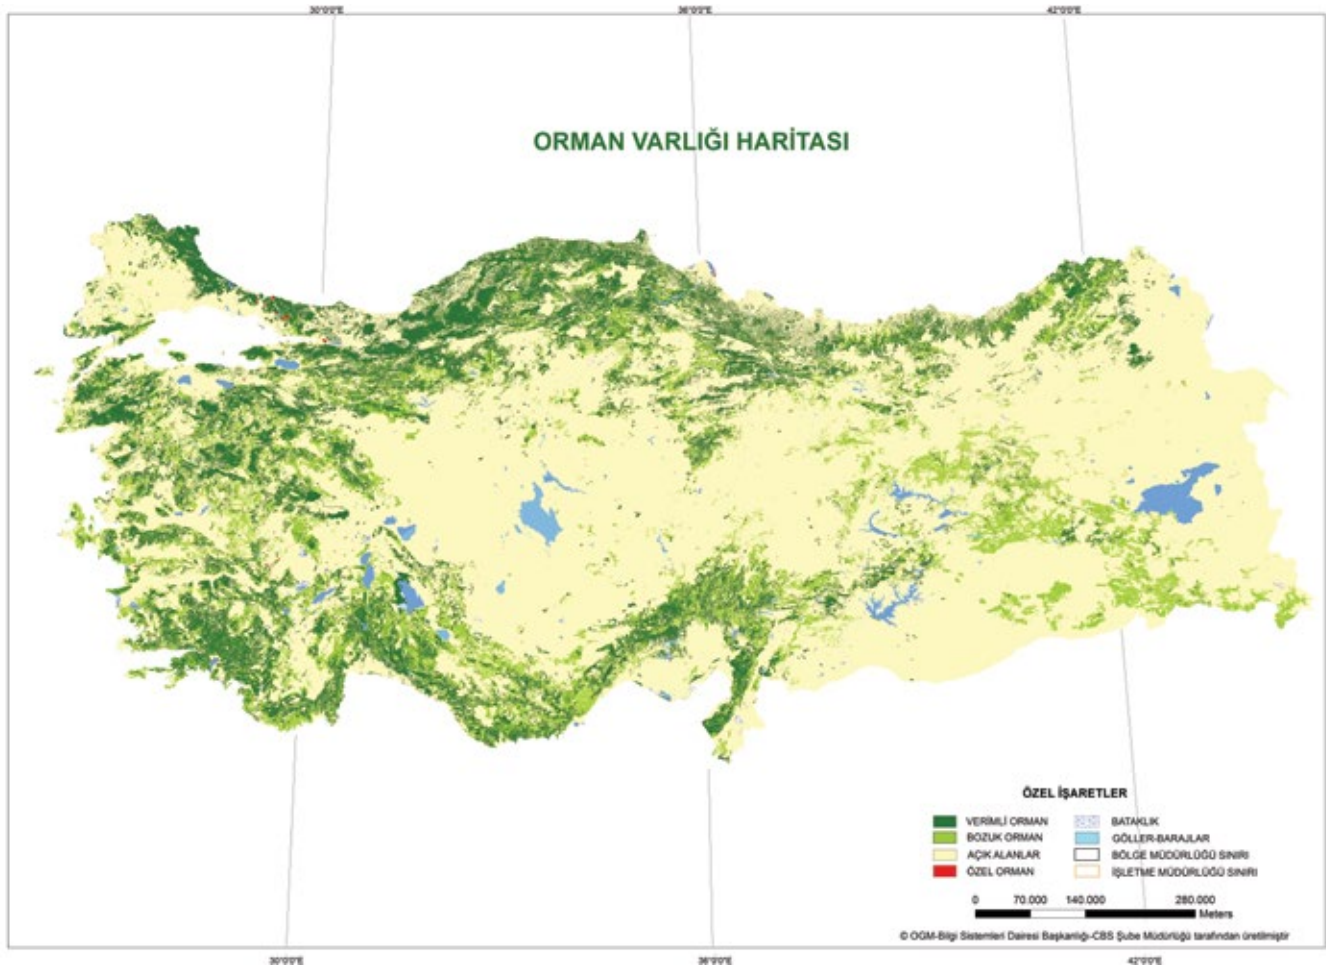 30°0'0"E 36°0'0"E 42°0'0"E
ORMAN VARLIĞI HARİTASI
ÖZEL İŞARETLER
VERİMLİ ORMAN
BOZUK ORMAN
AÇIK ALANLAR
ÖZEL ORMAN
BATAKLIK
GÖLLER-BARAJLAR
BÖLGE MÜDÜRLÜĞÜ SINIRI
İŞLETME MÜDÜRLÜĞÜ SINIRI
0 70.000 140.000 280.000
Meters
© OGM-Bilgi Sistemleri Dairesi Başkanlığı-CBS Şube Müdürlüğü tarafından üretilmiştir
30°0'0"E 36°0'0"E 42°0'0"E